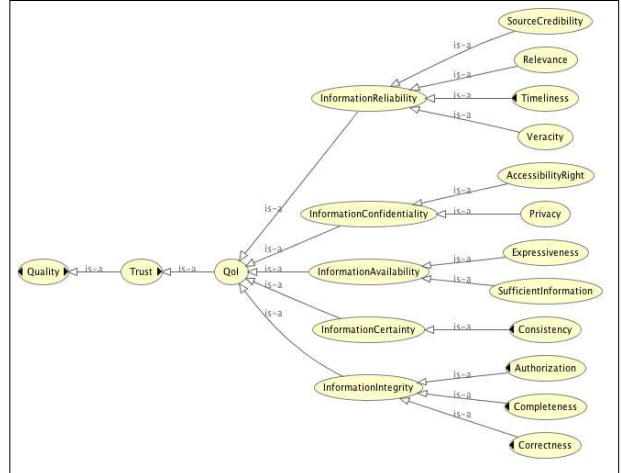 SourceCredibility
is-a
Relevance
is-a
InformationReliability
is-a
Timeliness
is-a
Veracity
AccessibilityRight
is-a
is-a
InformationConfidentiality
is-a
Privacy
is-a
Expressiveness
is-a
Quality
is-a
Trust
is-a
QoI
is-a
InformationAvailability
is-a
is-a
SufficientInformation
is-a
InformationCertainty
is-a
Consistency
Authorization
is-a
InformationIntegrity
is-a
Completeness
is-a
Correctness